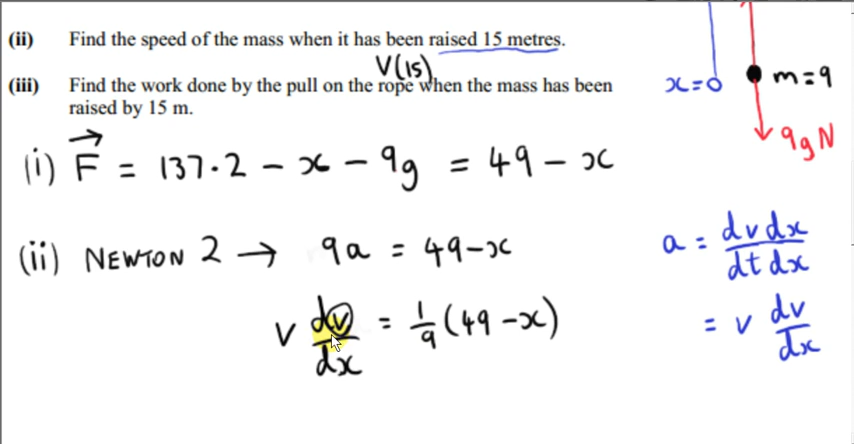 (ii) Find the speed of the mass when it has been raised 15 metres.
V(15)
(iii) Find the work done by the pull on the rope when the mass has been
raised by 15 m.
x=0
m=9
9g N
(i) F = 137.2 - x - 9g = 49 - x
(ii) NEWTON 2 → 9a = 49-x
v dv/dx = 1/9 (49-x)
a = dv dx / dt dx
= v dv/dx